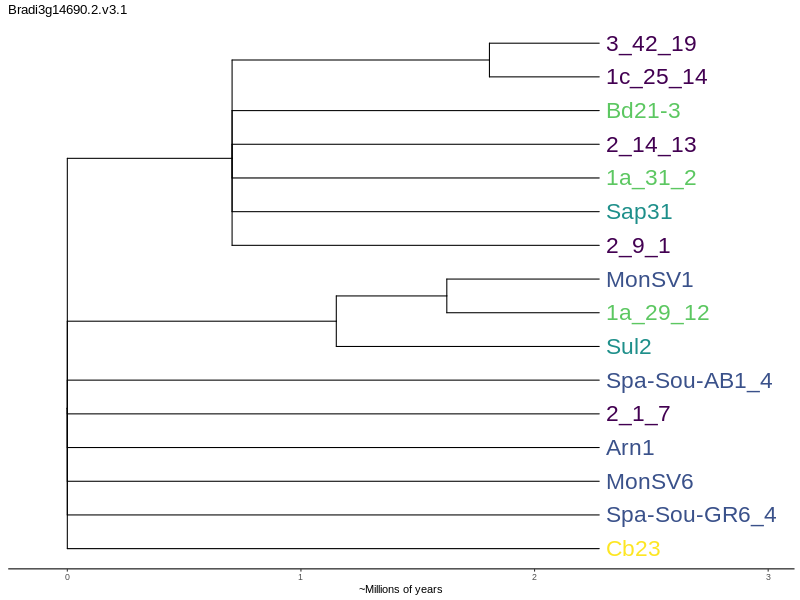 Bradi3g14690.2.v3.1
3_42_19
1c_25_14
Bd21-3
2_14_13
1a_31_2
Sap31
2_9_1
MonSV1
1a_29_12
Sul2
Spa-Sou-AB1_4
2_1_7
Arn1
MonSV6
Spa-Sou-GR6_4
Cb23
0 1 2 3
~Millions of years